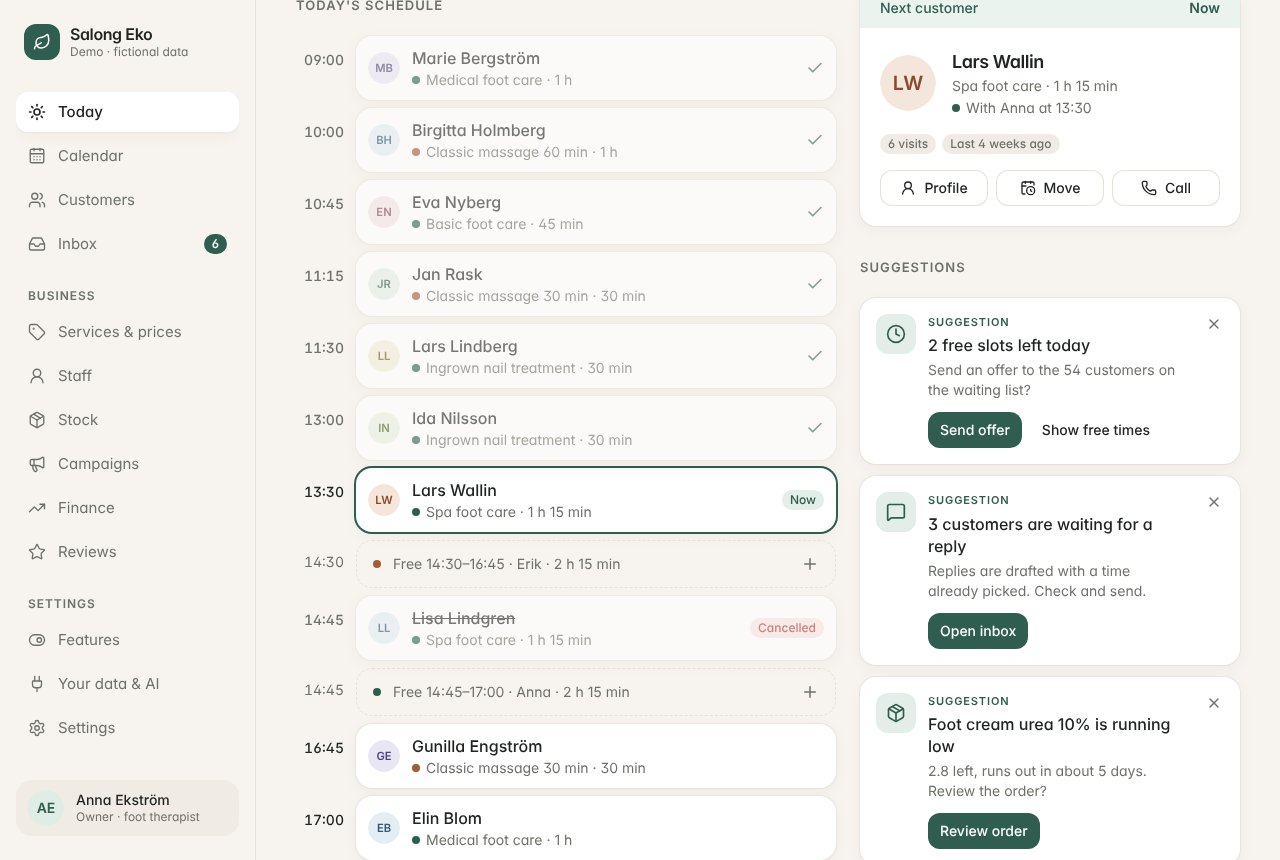 Salong Eko
Demo · fictional data
Today
Calendar
Customers
Inbox
6
BUSINESS
Services & prices
Staff
Stock
Campaigns
Finance
Reviews
SETTINGS
Features
Your data & AI
Settings
AE
Anna Ekström
Owner · foot therapist
TODAY'S SCHEDULE
09:00
MB
Marie Bergström
Medical foot care · 1 h
10:00
BH
Birgitta Holmberg
Classic massage 60 min · 1 h
10:45
EN
Eva Nyberg
Basic foot care · 45 min
11:15
JR
Jan Rask
Classic massage 30 min · 30 min
11:30
LL
Lars Lindberg
Ingrown nail treatment · 30 min
13:00
IN
Ida Nilsson
Ingrown nail treatment · 30 min
13:30
LW
Lars Wallin
Spa foot care · 1 h 15 min
Now
14:30
Free 14:30–16:45 · Erik · 2 h 15 min
14:45
LL
Lisa Lindgren
Spa foot care · 1 h 15 min
Cancelled
14:45
Free 14:45–17:00 · Anna · 2 h 15 min
16:45
GE
Gunilla Engström
Classic massage 30 min · 30 min
17:00
EB
Elin Blom
Medical foot care · 1 h
Next customer
Now
LW
Lars Wallin
Spa foot care · 1 h 15 min
With Anna at 13:30
6 visits
Last 4 weeks ago
Profile
Move
Call
SUGGESTIONS
SUGGESTION
2 free slots left today
Send an offer to the 54 customers on
the waiting list?
Send offer
Show free times
SUGGESTION
3 customers are waiting for a
reply
Replies are drafted with a time
already picked. Check and send.
Open inbox
SUGGESTION
Foot cream urea 10% is running
low
2.8 left, runs out in about 5 days.
Review the order?
Review order